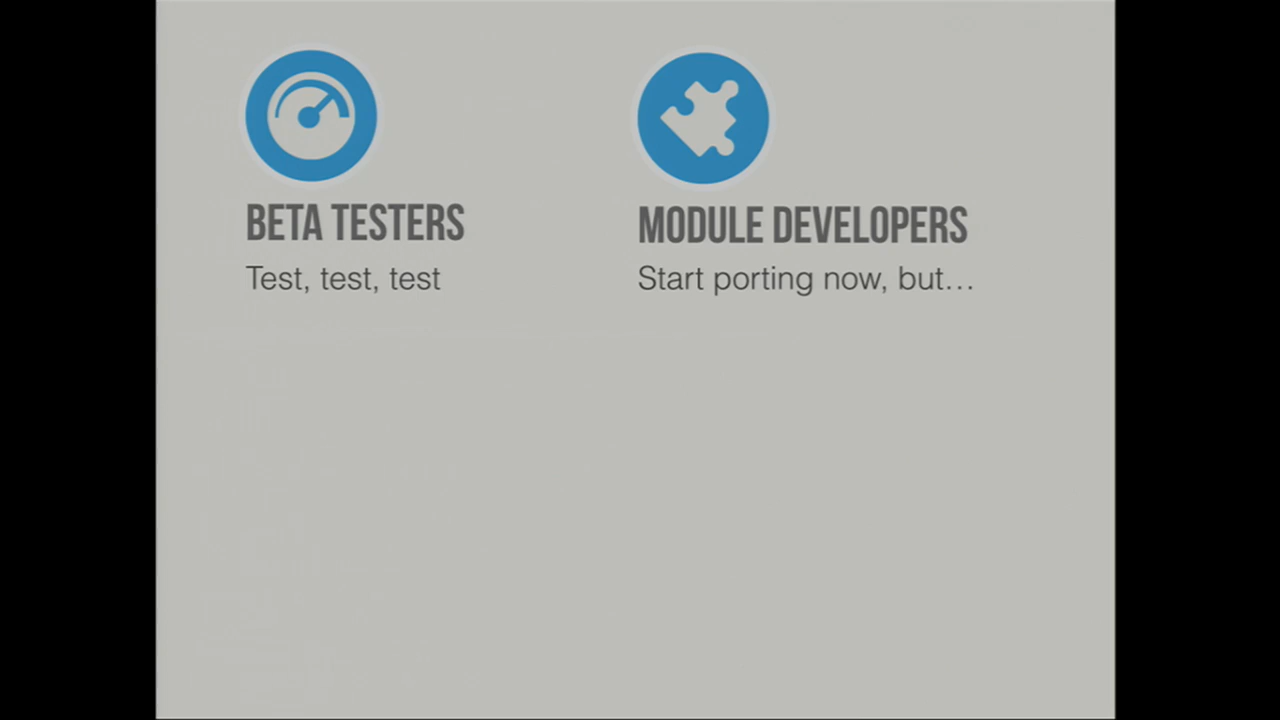 BETA TESTERS
Test, test, test
MODULE DEVELOPERS
Start porting now, but…